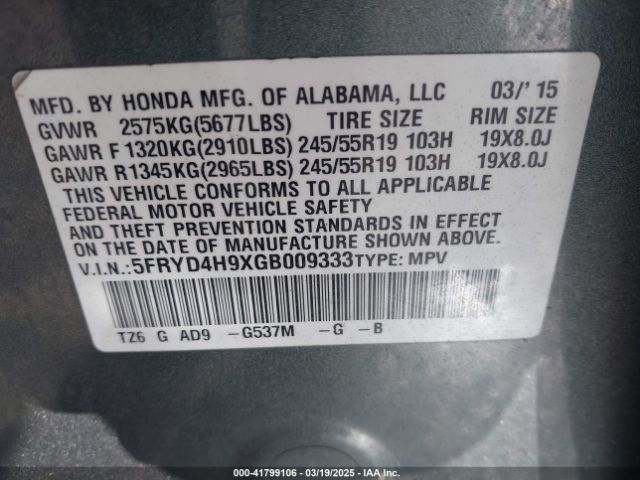 MFD. BY HONDA MFG. OF ALABAMA, LLC 03/' 15
GVWR 2575KG(5677LBS) TIRE SIZE RIM SIZE
GAWR F 1320KG(2910LBS) 245/55R19 103H 19X8.0J
GAWR R1345KG(2965LBS) 245/55R19 103H 19X8.0J
THIS VEHICLE CONFORMS TO ALL APPLICABLE
FEDERAL MOTOR VEHICLE SAFETY
AND THEFT PREVENTION STANDARDS IN EFFECT
ON THE DATE OF MANUFACTURE SHOWN ABOVE.
V.I.N.:5FRYD4H9XGB009333TYPE: MPV
TZ6 G AD9 -G537M -G -B
000-41799106 - 03/19/2025 - IAA Inc.